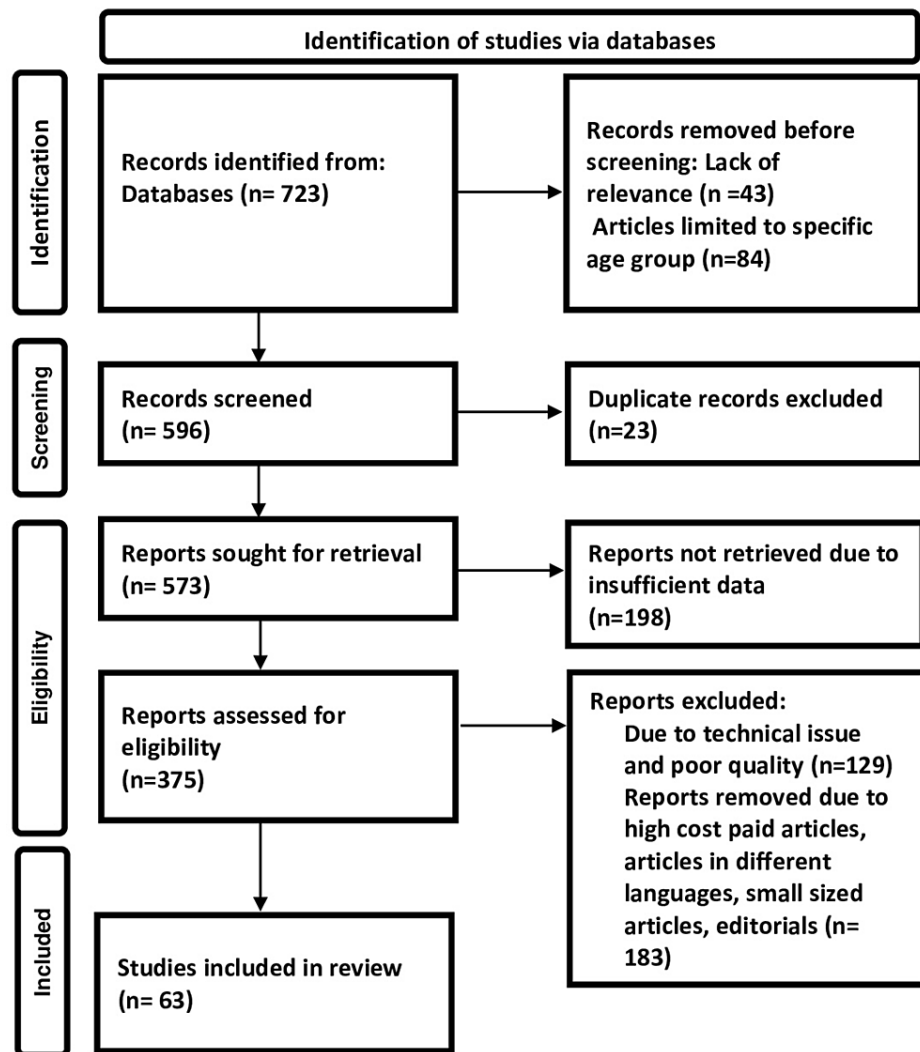 Identification of studies via databases
Identification
Records identified from:
Databases (n= 723)
Records removed before
screening: Lack of
relevance (n =43)
Articles limited to specific
age group (n=84)
Screening
Records screened
(n= 596)
Duplicate records excluded
(n=23)
Eligibility
Reports sought for retrieval
(n= 573)
Reports not retrieved due to
insufficient data
(n=198)
Reports assessed for
eligibility
(n=375)
Reports excluded:
Due to technical issue
and poor quality (n=129)
Reports removed due to
high cost paid articles,
articles in different
languages, small sized
articles, editorials (n=
183)
Included
Studies included in review
(n= 63)